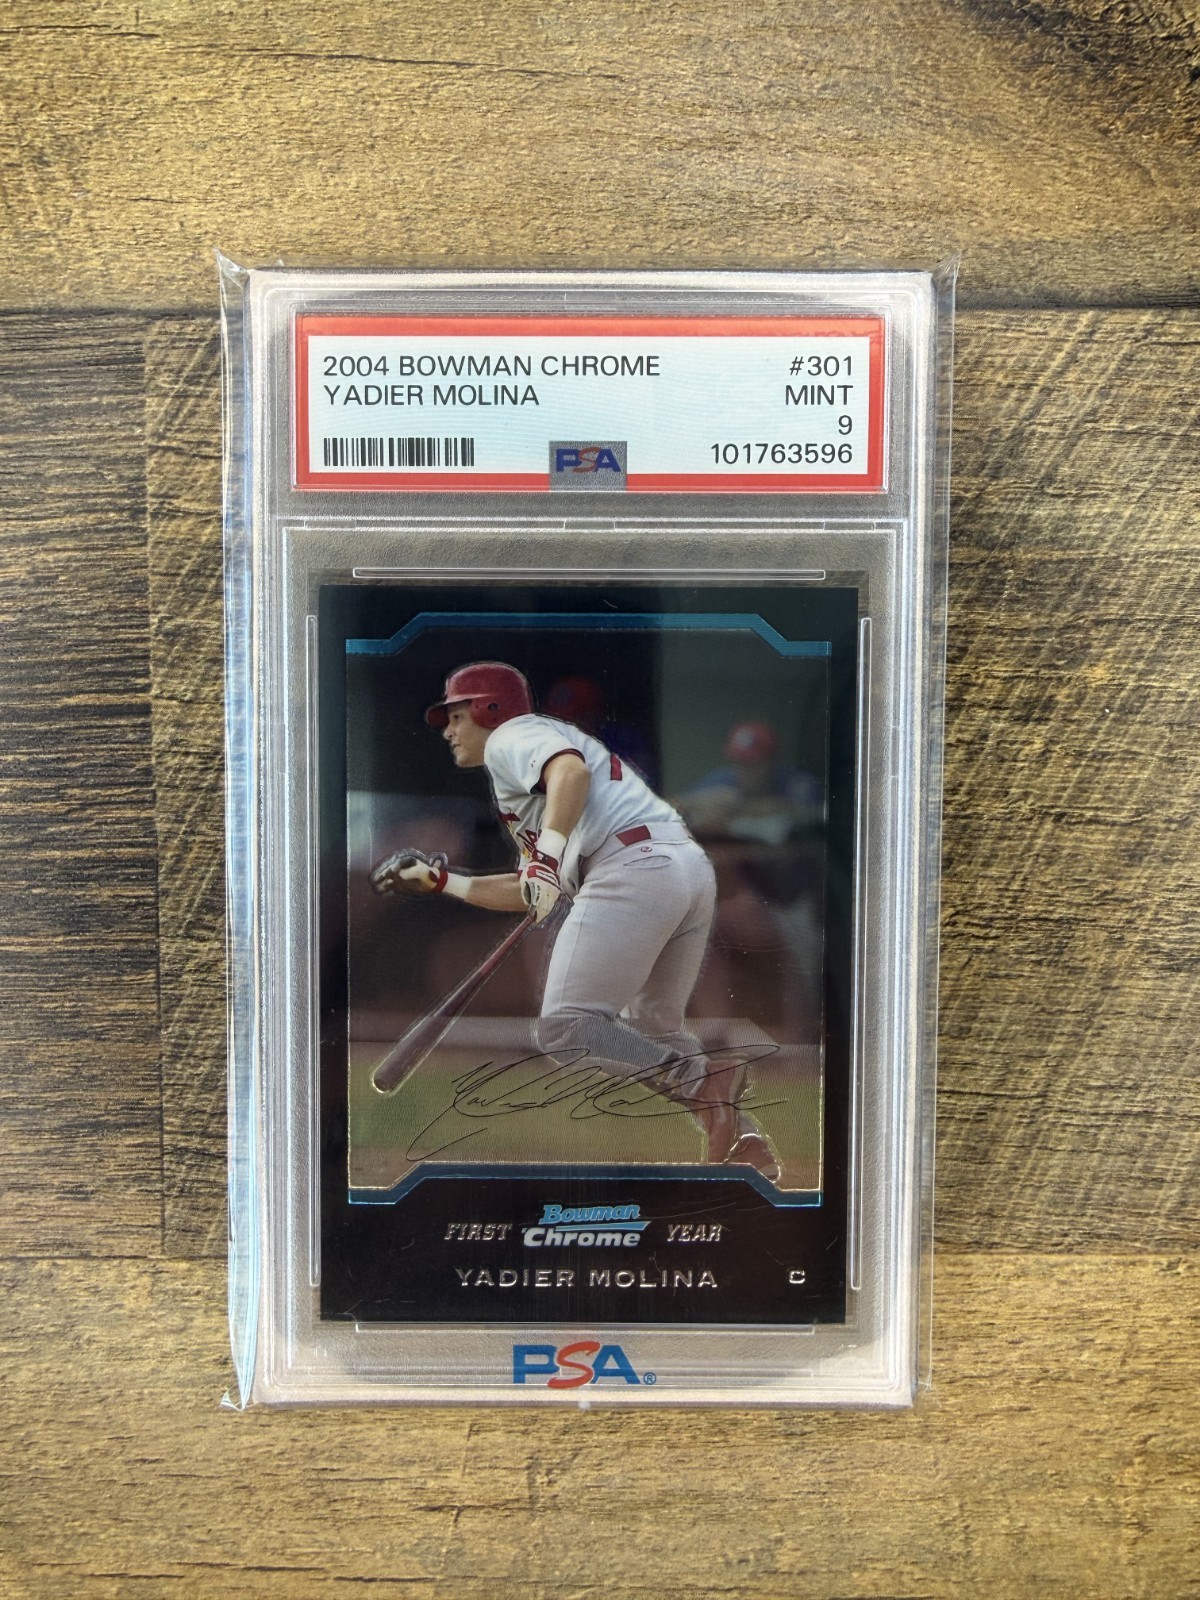 2004 BOWMAN CHROME #301
YADIER MOLINA MINT
9
PSA 101763596
FIRST Bowman Chrome YEAR
YADIER MOLINA C
PSA®